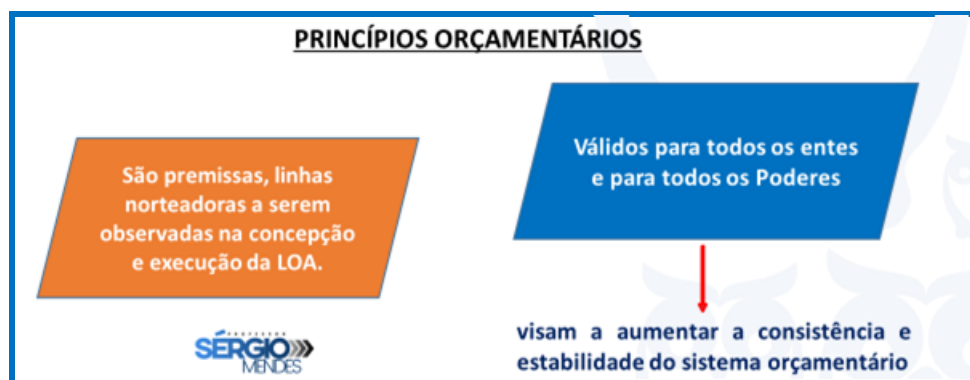 PRINCÍPIOS ORÇAMENTÁRIOS
São premissas, linhas
norteadoras a serem
observadas na concepção
e execução da LOA.
Válidos para todos os entes
e para todos os Poderes
visam a aumentar a consistência e
estabilidade do sistema orçamentário
PROFESSOR
SÉRGIO
MENDES